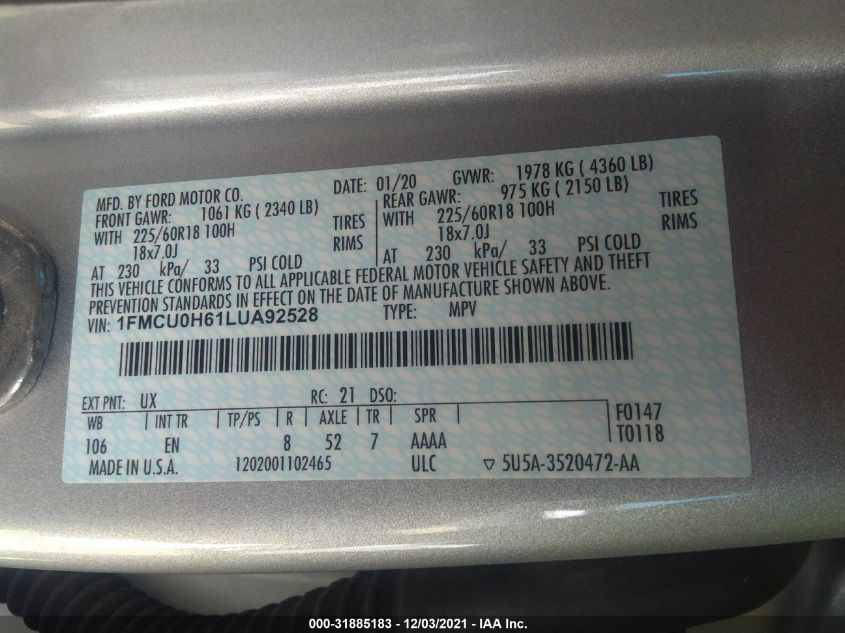 MFD. BY FORD MOTOR CO. DATE: 01/20 GVWR: 1978 KG ( 4360 LB)
FRONT GAWR: 1061 KG ( 2340 LB) REAR GAWR: 975 KG ( 2150 LB)
WITH 225/60R18 100H TIRES WITH 225/60R18 100H TIRES
18x7.0J RIMS 18x7.0J RIMS
AT 230 kPa/ 33 PSI COLD AT 230 kPa/ 33 PSI COLD
THIS VEHICLE CONFORMS TO ALL APPLICABLE FEDERAL MOTOR VEHICLE SAFETY AND THEFT
PREVENTION STANDARDS IN EFFECT ON THE DATE OF MANUFACTURE SHOWN ABOVE.
VIN: 1FMCU0H61LUA92528 TYPE: MPV
EXT PNT: UX RC: 21 DSO:
WB INT TR TP/PS R AXLE TR SPR F0147
106 EN 8 52 7 AAAA T0118
MADE IN U.S.A. 1202001102465 ULC ▽ 5U5A-3520472-AA
000-31885183 - 12/03/2021 - IAA Inc.